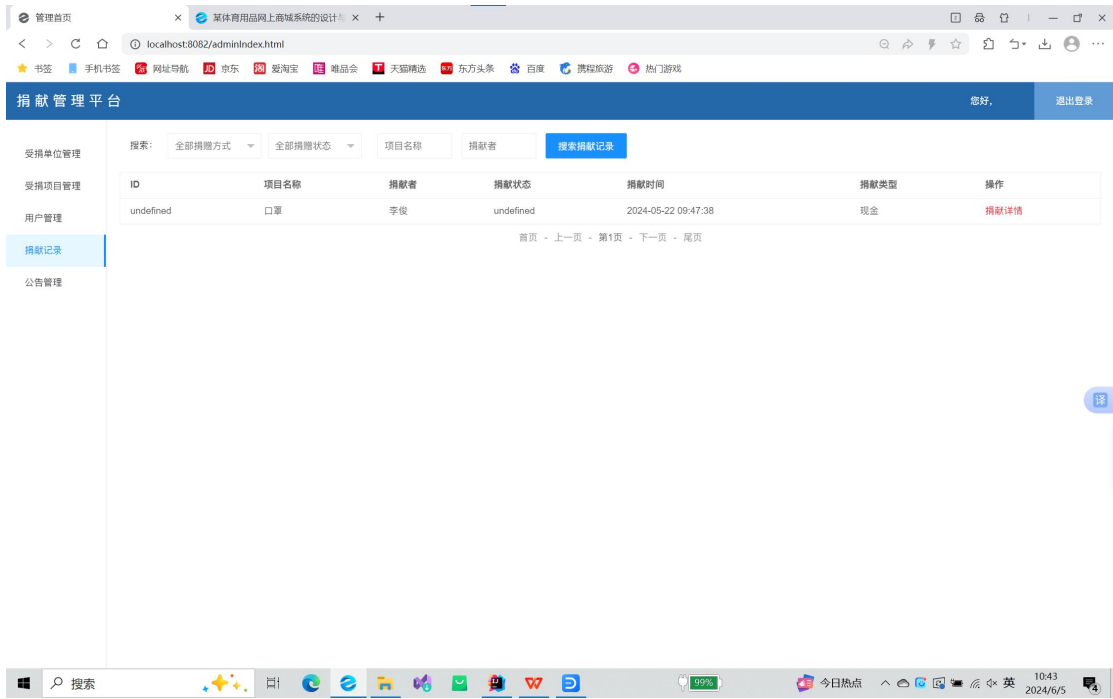 管理首页 × 某体育用品网上商城系统的设计与 × +
localhost:8082/adminIndex.html
书签 手机书签 网址导航 JD 京东 淘 爱淘宝 唯品会 天猫精选 东方头条 百度 携程旅游 热门游戏
捐献管理平台 您好, 退出登录
搜索: 全部捐赠方式 全部捐赠状态 项目名称 捐献者 搜索捐献记录
受捐单位管理
受捐项目管理
用户管理
捐献记录
公告管理
ID 项目名称 捐献者 捐献状态 捐献时间 捐献类型 操作
undefined 口罩 李俊 undefined 2024-05-22 09:47:38 现金 捐献详情
首页 - 上一页 - 第1页 - 下一页 - 尾页
译
搜索 99% 今日热点 英 10:43
2024/6/5 4